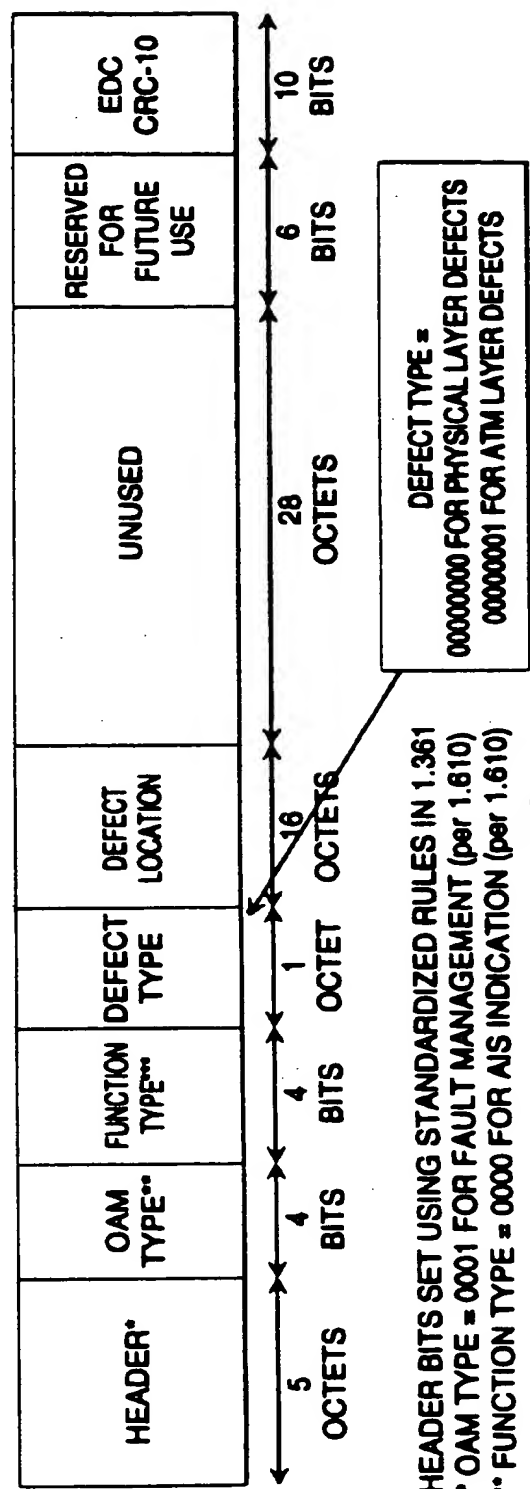 HEADER*
OAM
TYPE**
FUNCTION
TYPE***
DEFECT
TYPE
DEFECT
LOCATION
UNUSED
RESERVED
FOR
FUTURE
USE
EDC
CRC-10
5
OCTETS
4
BITS
4
BITS
1
OCTET
16
OCTETS
28
OCTETS
6
BITS
10
BITS
DEFECT TYPE =
00000000 FOR PHYSICAL LAYER DEFECTS
00000001 FOR ATM LAYER DEFECTS
HEADER BITS SET USING STANDARDIZED RULES IN 1.361
* OAM TYPE = 0001 FOR FAULT MANAGEMENT (per 1.610)
** FUNCTION TYPE = 0000 FOR AIS INDICATION (per 1.610)